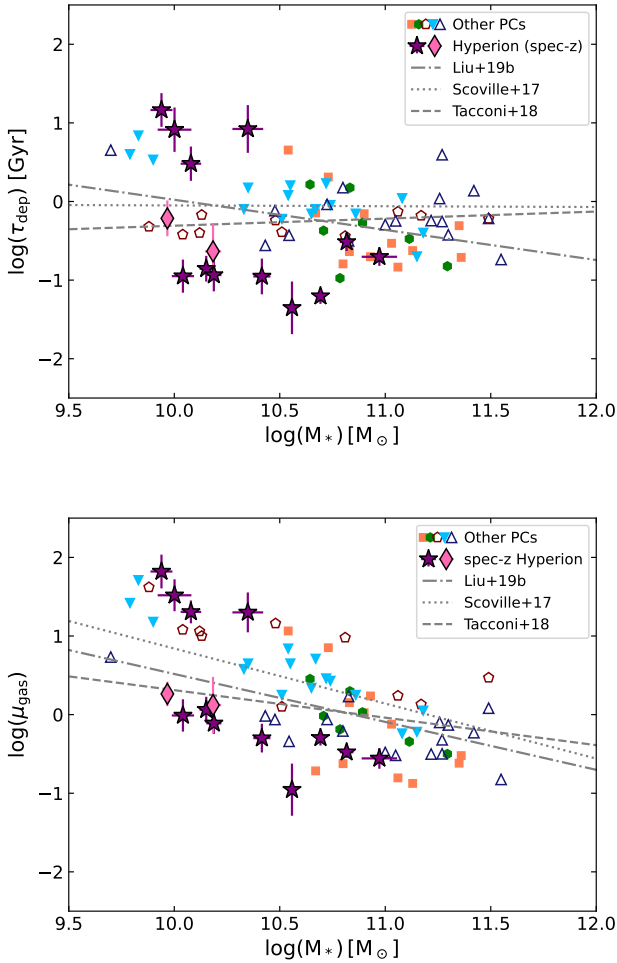 2
1
0
−1
−2
log(τdep) [Gyr]
Other PCs
Hyperion (spec-z)
Liu+19b
Scoville+17
Tacconi+18
9.5 10.0 10.5 11.0 11.5 12.0
log(M*) [M⊙]
2
1
0
−1
−2
log(μgas)
Other PCs
spec-z Hyperion
Liu+19b
Scoville+17
Tacconi+18
9.5 10.0 10.5 11.0 11.5 12.0
log(M*) [M⊙]